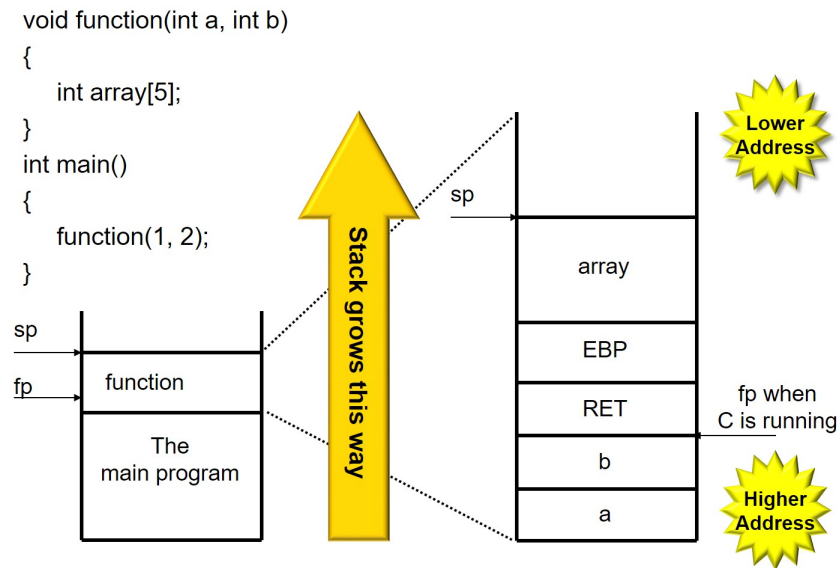 void function(int a, int b)
{
int array[5];
}
int main()
{
function(1, 2);
}
sp
fp
function
The
main program
Stack grows this way
sp
array
EBP
RET
b
a
fp when
C is running
Lower
Address
Higher
Address